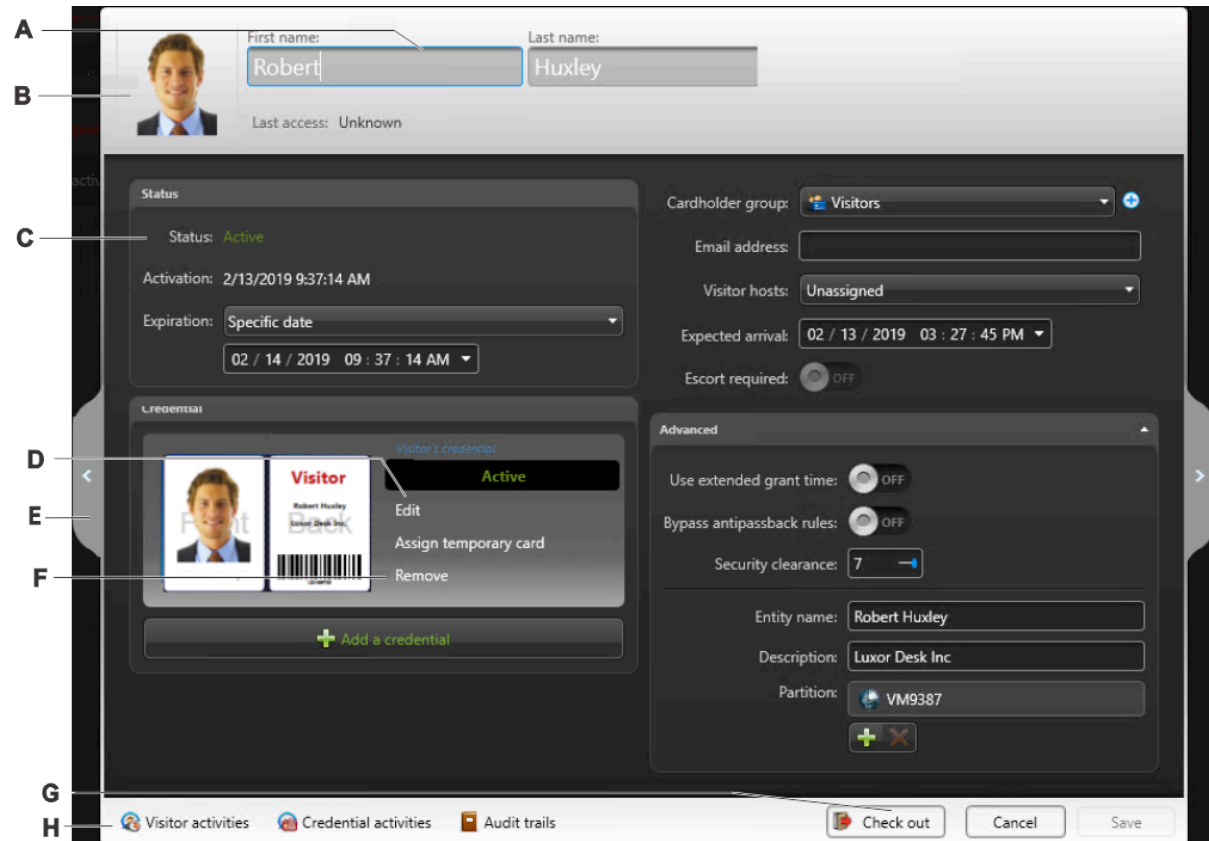 A
First name:
Last name:
Robert
Huxley
B
Last access: Unknown
activ
Status
C
Status: Active
Activation: 2/13/2019 9:37:14 AM
Expiration: Specific date
02 / 14 / 2019 09 : 37 : 14 AM
Cardholder group: Visitors
Email address:
Visitor hosts: Unassigned
Expected arrival: 02 / 13 / 2019 03 : 27 : 45 PM
Escort required: OFF
Credential
D
Visitor's credential
Active
E
Edit
Assign temporary card
F
Remove
Front
Visitor
Robert Huxley
Luxor Desk Inc.
Back
Add a credential
Advanced
Use extended grant time: OFF
Bypass antipassback rules: OFF
Security clearance: 7
Entity name: Robert Huxley
Description: Luxor Desk Inc
Partition: VM9387
G
H
Visitor activities
Credential activities
Audit trails
Check out
Cancel
Save